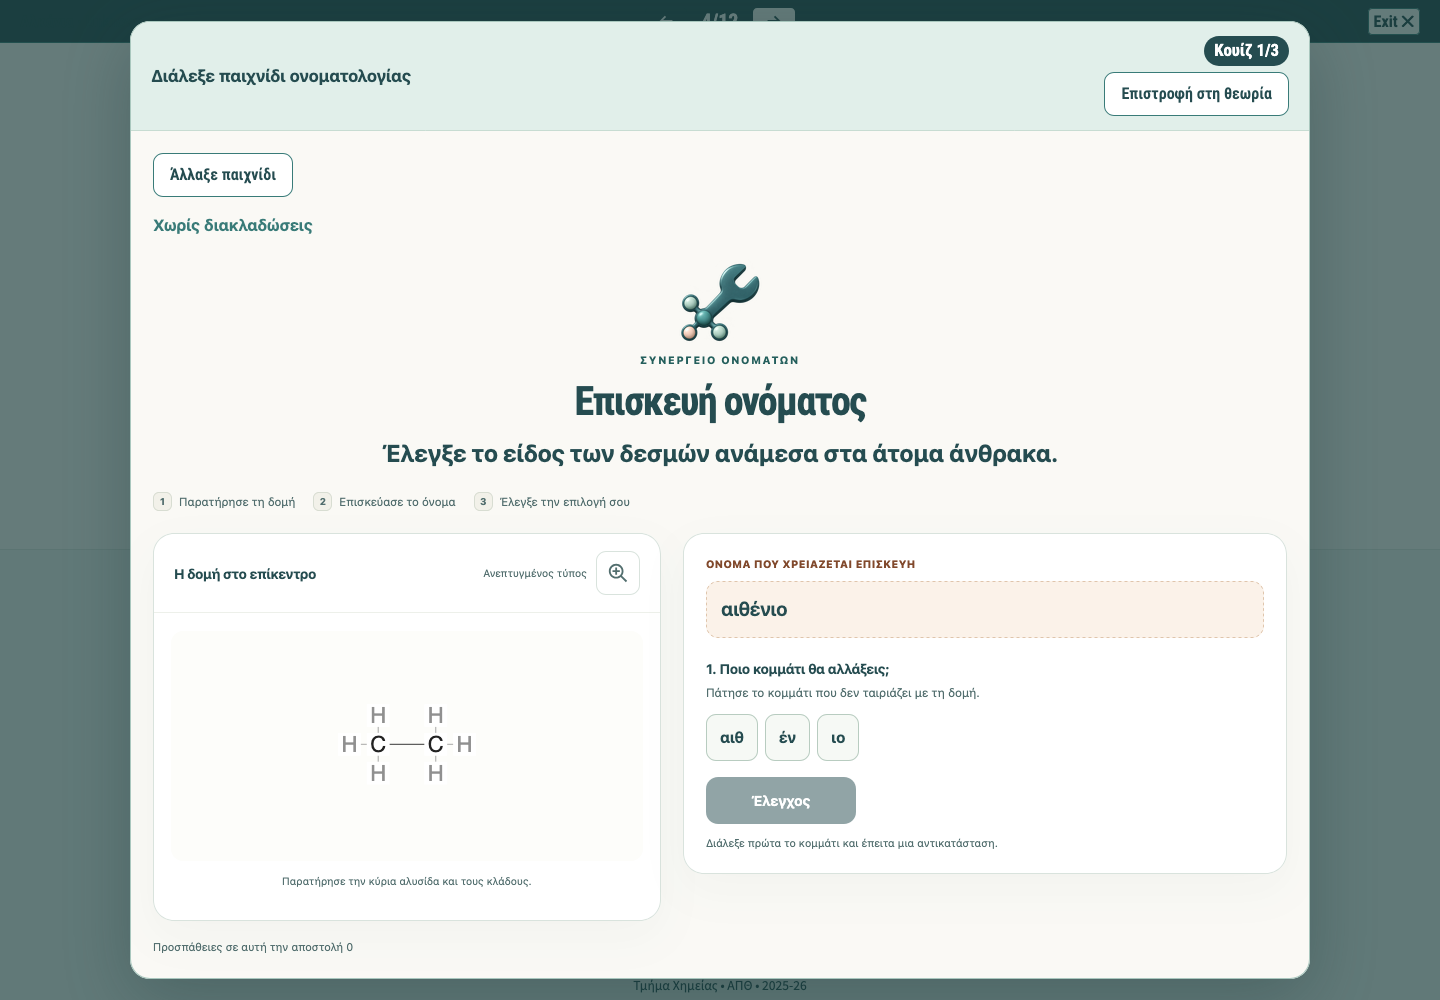 ← 4/12 →
Exit ✕
Διάλεξε παιχνίδι ονοματολογίας
Κουίζ 1/3
Επιστροφή στη θεωρία
Άλλαξε παιχνίδι
Χωρίς διακλαδώσεις
ΣΥΝΕΡΓΕΙΟ ΟΝΟΜΑΤΩΝ
Επισκευή ονόματος
Έλεγξε το είδος των δεσμών ανάμεσα στα άτομα άνθρακα.
1 Παρατήρησε τη δομή 2 Επισκεύασε το όνομα 3 Έλεγξε την επιλογή σου
Η δομή στο επίκεντρο
Ανεπτυγμένος τύπος
H H
H C C H
H H
Παρατήρησε την κύρια αλυσίδα και τους κλάδους.
ΟΝΟΜΑ ΠΟΥ ΧΡΕΙΑΖΕΤΑΙ ΕΠΙΣΚΕΥΗ
αιθένιο
1. Ποιο κομμάτι θα αλλάξεις;
Πάτησε το κομμάτι που δεν ταιριάζει με τη δομή.
αιθ έν ιο
Έλεγχος
Διάλεξε πρώτα το κομμάτι και έπειτα μια αντικατάσταση.
Προσπάθειες σε αυτή την αποστολή 0
Τμήμα Χημείας • ΑΠΘ • 2025-26